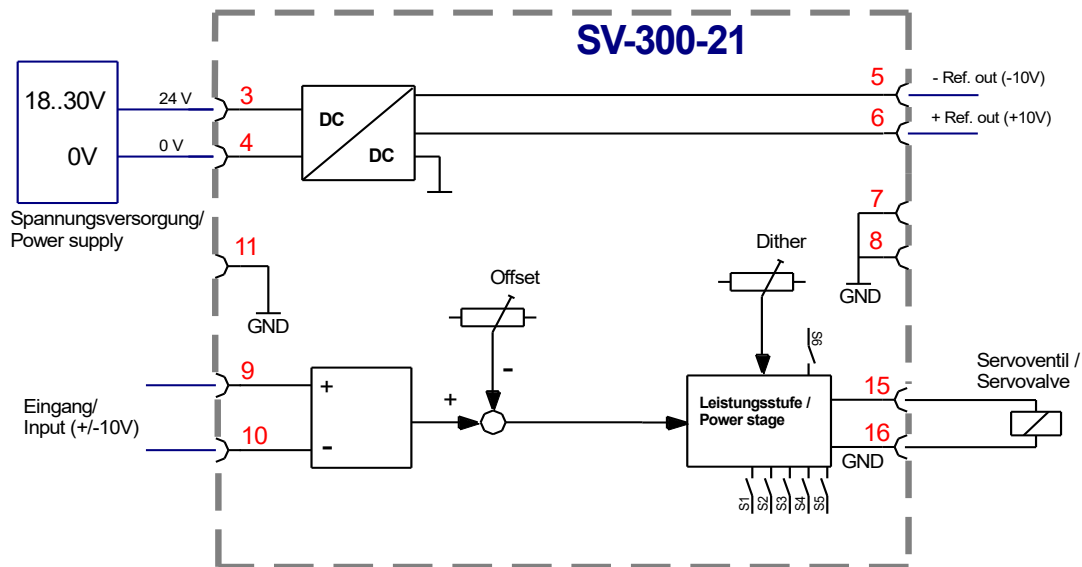 SV-300-21
18..30V
0V
24 V
0 V
Spannungsversorgung/
Power supply
3
4
DC
DC
5
- Ref. out (-10V)
6
+ Ref. out (+10V)
7
8
GND
11
GND
Offset
Dither
9
10
Eingang/
Input (+/-10V)
+
-
+
-
Leistungsstufe /
Power stage
S6
S1
S2
S3
S4
S5
15
16
GND
Servoventil /
Servovalve